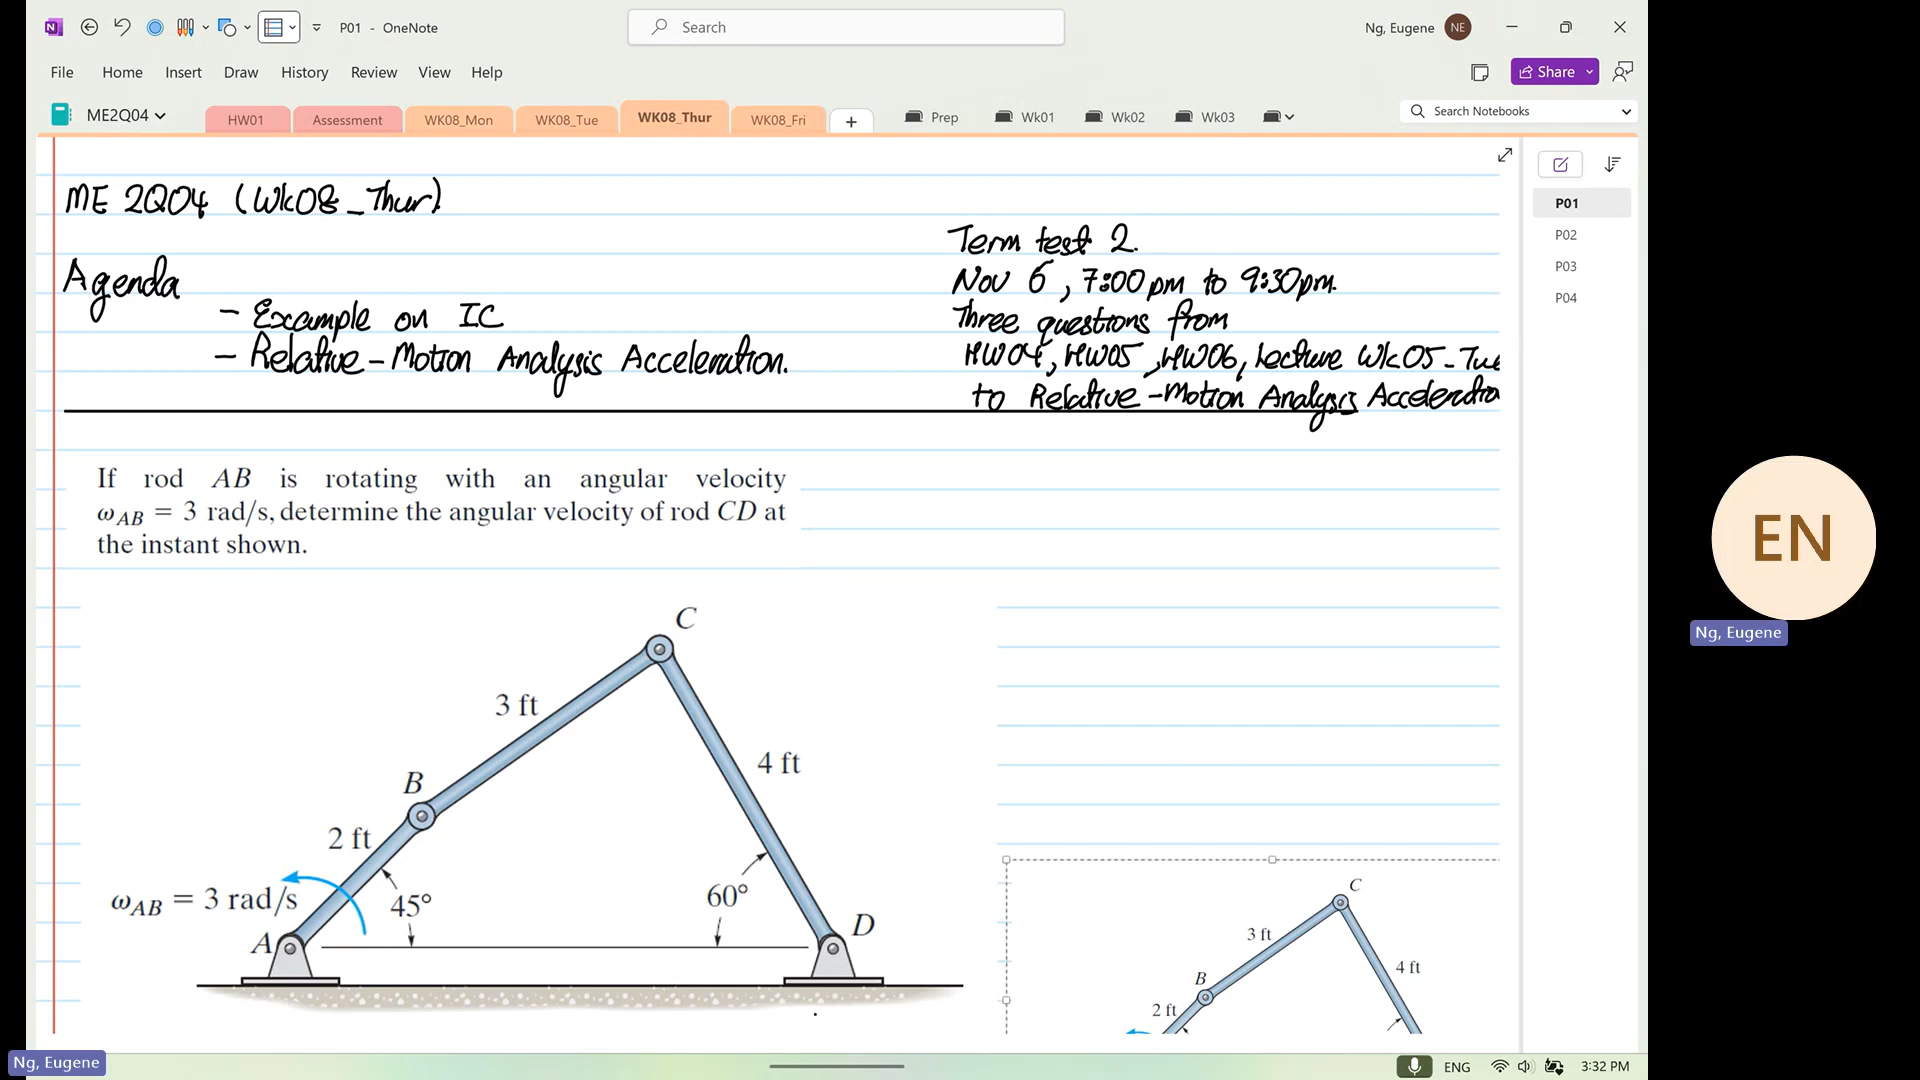 P01 - OneNote
Search
Ng, Eugene
NE
File Home Insert Draw History Review View Help
Share
ME2Q04
HW01
Assessment
WK08_Mon
WK08_Tue
WK08_Thur
WK08_Fri
+
Prep
Wk01
Wk02
Wk03
Search Notebooks
P01
P02
P03
P04
ME 2Q04 (Wk08_Thur)
Agenda
- Example on IC
- Relative-Motion Analysis Acceleration.
Term test 2.
Nov 6, 7:00pm to 9:30pm.
Three questions from
HW04, HW05, HW06, Lecture Wk05-Tue
to Relative-Motion Analysis Acceleratio
If rod AB is rotating with an angular velocity
ωAB = 3 rad/s, determine the angular velocity of rod CD at
the instant shown.
C
3 ft
4 ft
B
2 ft
ωAB = 3 rad/s
45°
60°
A
D
C
3 ft
4 ft
B
2 ft
EN
Ng, Eugene
Ng, Eugene
ENG
3:32 PM